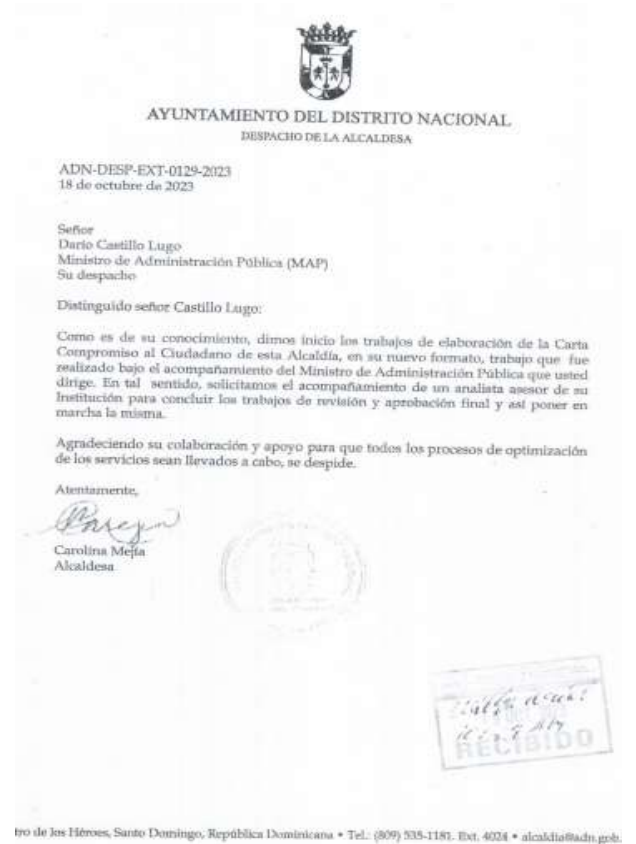 AYUNTAMIENTO DEL DISTRITO NACIONAL
DESPACHO DE LA ALCALDESA
ADN-DESP-EXT-0129-2023
18 de octubre de 2023
Señor
Darío Castillo Lugo
Ministro de Administración Pública (MAP)
Su despacho
Distinguido señor Castillo Lugo:
Como es de su conocimiento, dimos inicio los trabajos de elaboración de la Carta
Compromiso al Ciudadano de esta Alcaldía, en su nuevo formato, trabajo que fue
realizado bajo el acompañamiento del Ministro de Administración Pública que usted
dirige. En tal sentido, solicitamos el acompañamiento de un analista asesor de su
Institución para concluir los trabajos de revisión y aprobación final y así poner en
marcha la misma.
Agradeciendo su colaboración y apoyo para que todos los procesos de optimización
de los servicios sean llevados a cabo, se despide.
Atentamente,
Carolina Mejía
Alcaldesa
RECIBIDO
tro de los Héroes, Santo Domingo, República Dominicana • Tel.: (809) 535-1181. Ext. 4024 • alcaldia@adn.gob.